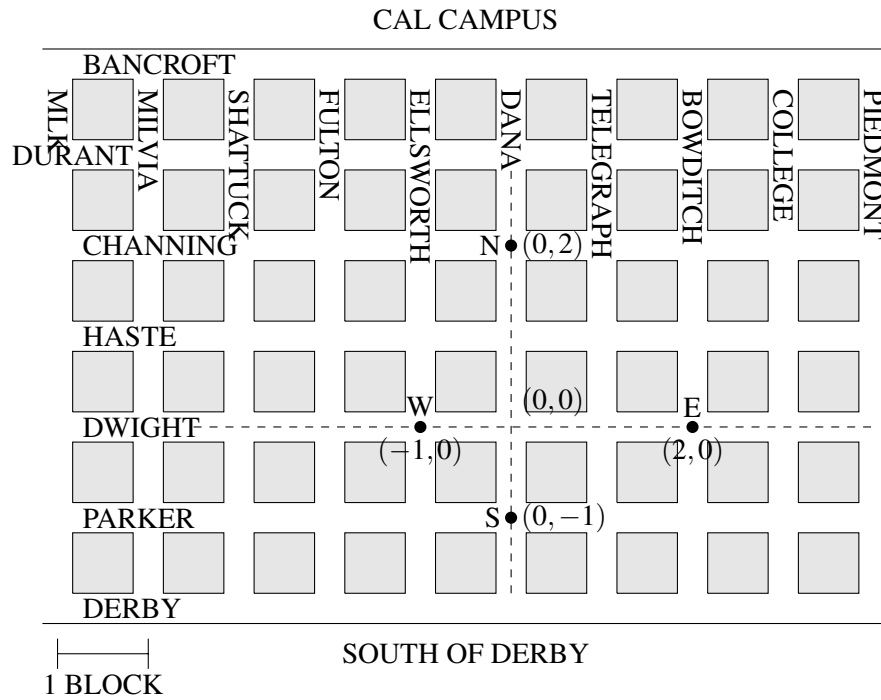 CAL CAMPUS
BANCROFT
MLK
MILVIA
SHATTUCK
FULTON
ELLSWORTH
DANA
TELEGRAPH
BOWDITCH
COLLEGE
PIEDMONT
DURANT
CHANNING
N (0, 2)
HASTE
(0, 0)
W
E
DWIGHT
(−1,0)
(2, 0)
PARKER
S (0, −1)
DERBY
SOUTH OF DERBY
1 BLOCK